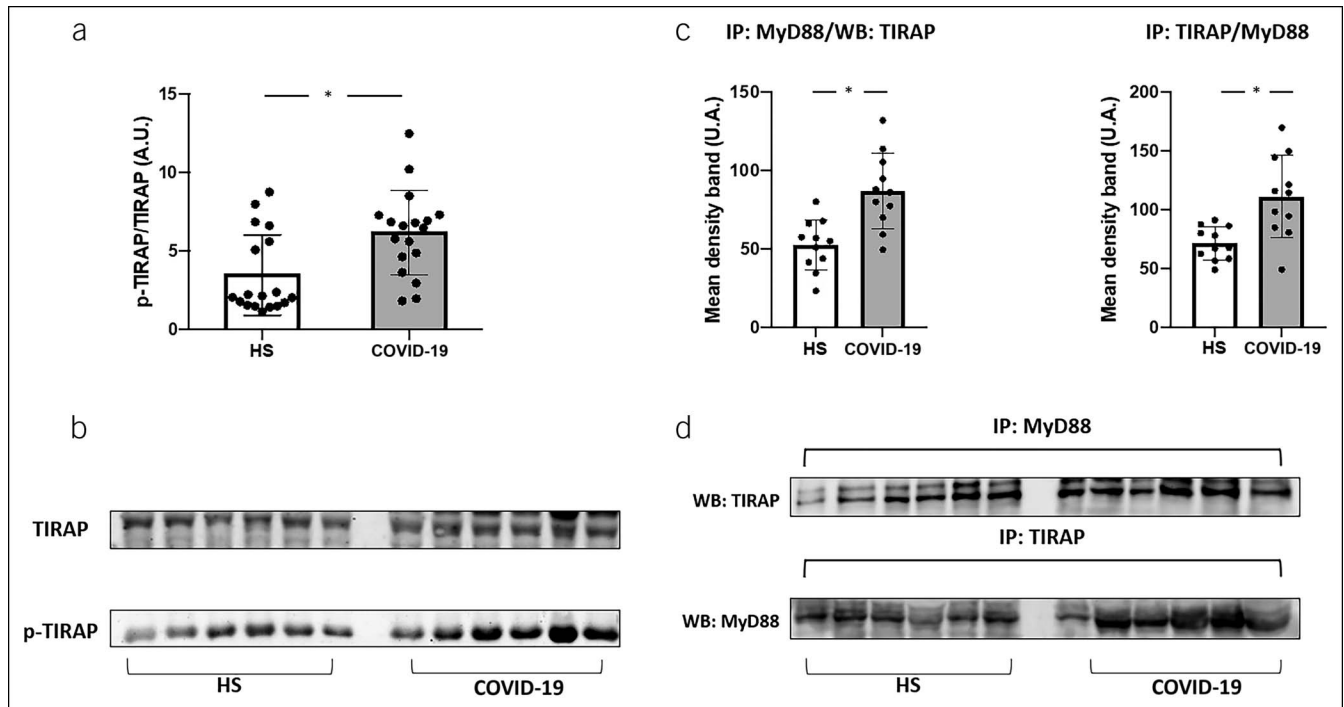 a
p-TIRAP/TIRAP (A.U.)
15
10
5
0
*
HS
COVID-19
c
IP: MyD88/WB: TIRAP
Mean density band (U.A.)
150
100
50
0
*
HS
COVID-19
IP: TIRAP/MyD88
Mean density band (U.A.)
200
150
100
50
0
*
HS
COVID-19
b
TIRAP
p-TIRAP
HS
COVID-19
d
IP: MyD88
WB: TIRAP
IP: TIRAP
WB: MyD88
HS
COVID-19